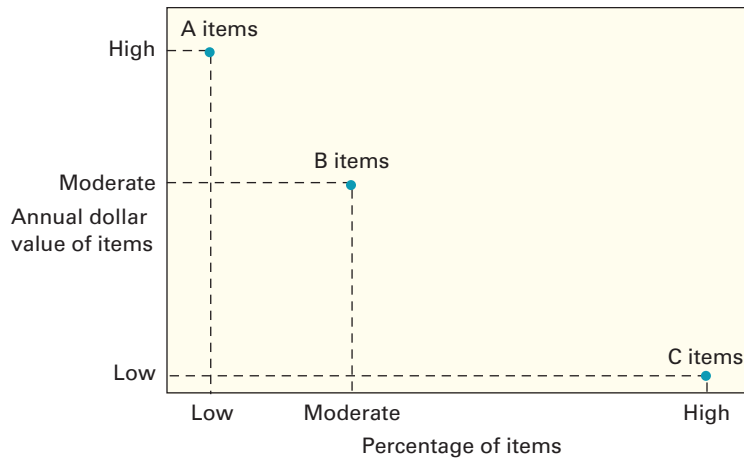 A items
High
B items
Moderate
Annual dollar
value of items
C items
Low
Low
Moderate
High
Percentage of items